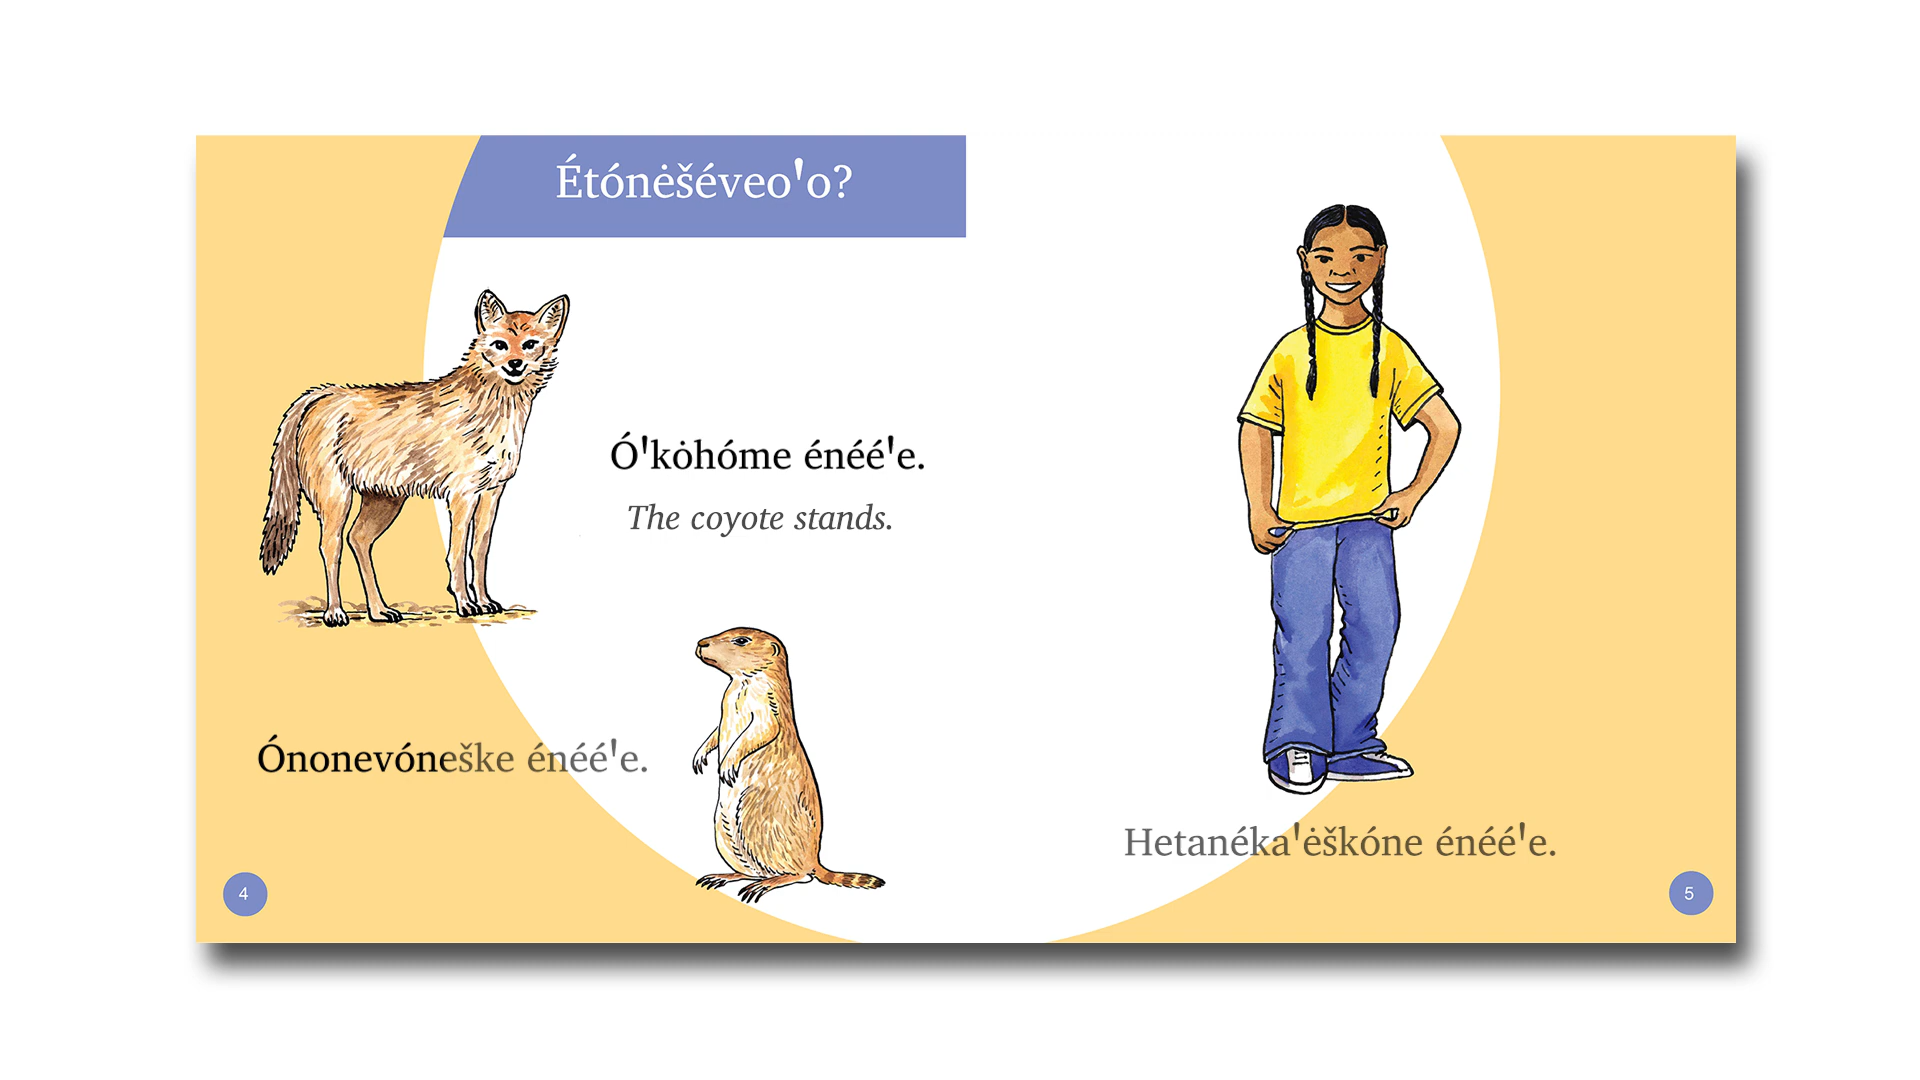 Étónėšéveo'o?
Ó'kȯhóme énéé'e.
The coyote stands.
Ónonevóneške énéé'e.
4
Hetanéka'ėškóne énéé'e.
5